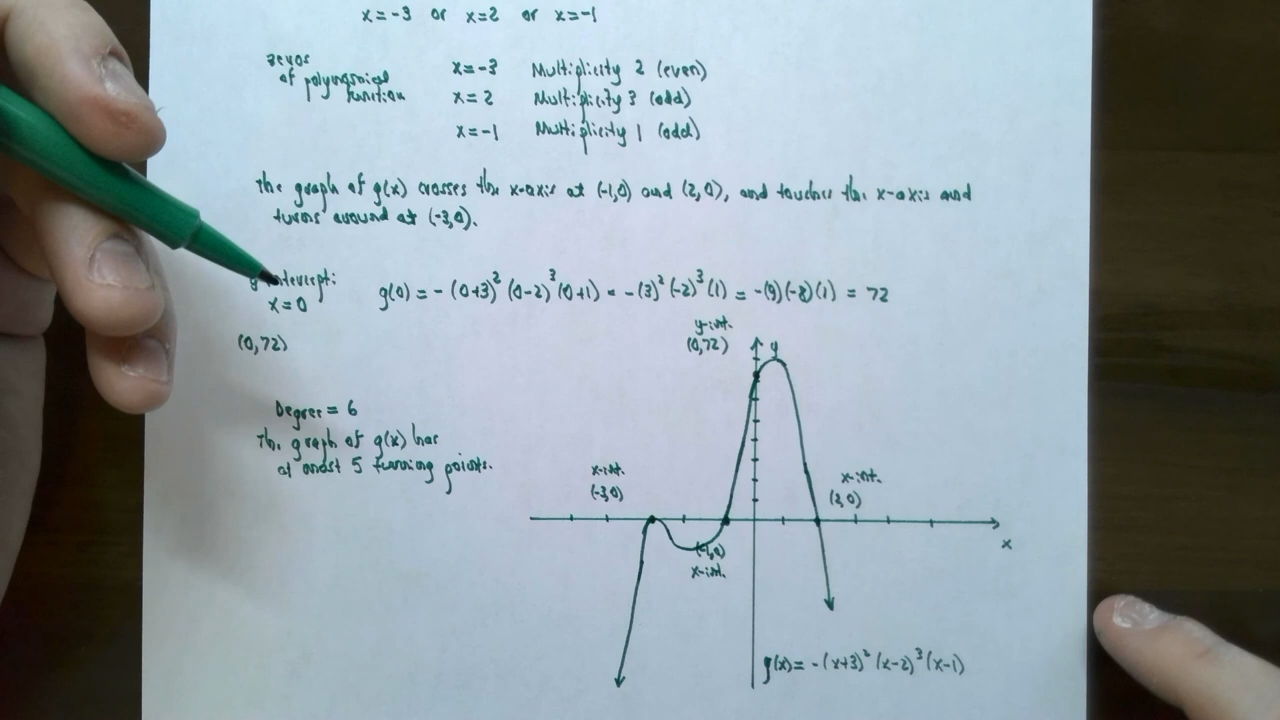 x=-3 or x=2 or x=-1
zeros of polynomial function
x=-3 Multiplicity 2 (even)
x=2 Multiplicity 3 (odd)
x=-1 Multiplicity 1 (odd)
The graph of g(x) crosses the x-axis at (-1,0) and (2,0), and touches the x-axis and
turns around at (-3,0).
y-intercept:
x=0
g(0) = -(0+3)²(0-2)³(0+1) = -(3)²(-2)³(1) = -(9)(-8)(1) = 72
(0,72)
y-int.
(0,72)
y
Degree = 6
The graph of g(x) has
at most 5 turning points.
x-int.
(-3,0)
x-int.
(2,0)
(-1,0)
x-int.
x
g(x) = -(x+3)²(x-2)³(x-1)